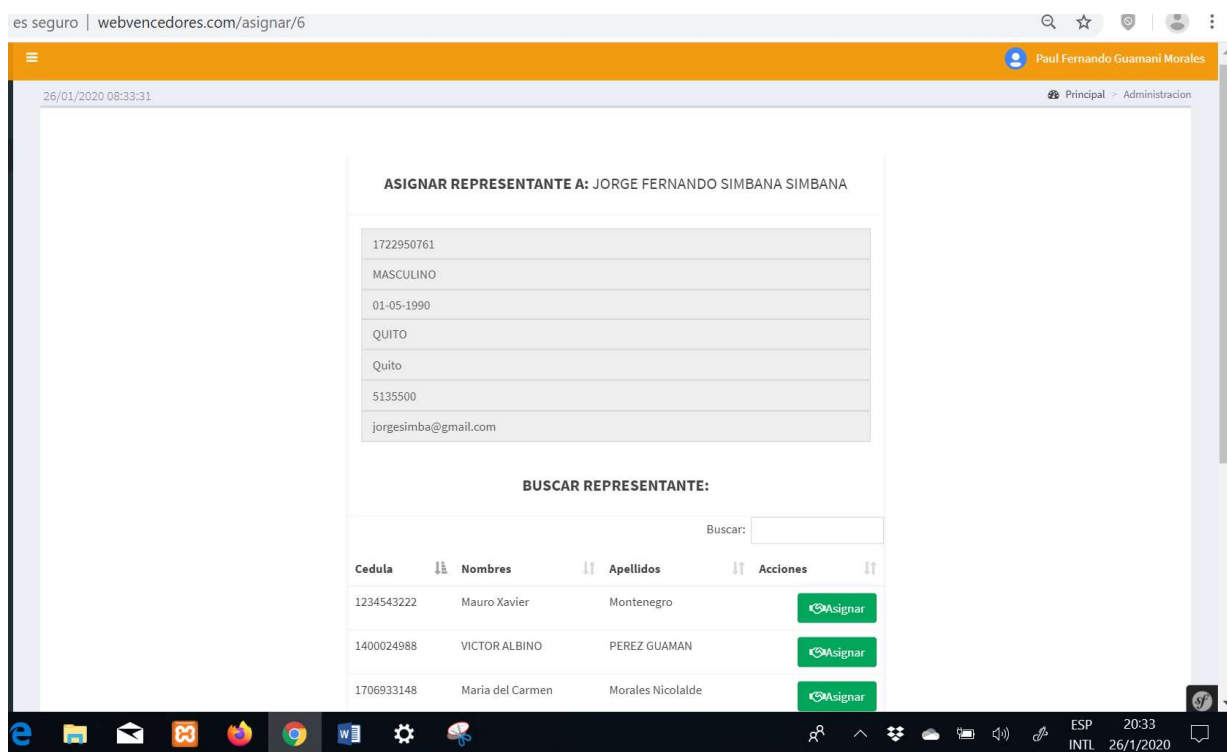 es seguro | webvencedores.com/asignar/6
Paul Fernando Guamani Morales
26/01/2020 08:33:31
Principal > Administracion
ASIGNAR REPRESENTANTE A: JORGE FERNANDO SIMBANA SIMBANA
1722950761
MASCULINO
01-05-1990
QUITO
Quito
5135500
jorgesimba@gmail.com
BUSCAR REPRESENTANTE:
Buscar:
Cedula Nombres Apellidos Acciones
1234543222 Mauro Xavier Montenegro Asignar
1400024988 VICTOR ALBINO PEREZ GUAMAN Asignar
1706933148 Maria del Carmen Morales Nicolalde Asignar
ESP 20:33
INTL 26/1/2020